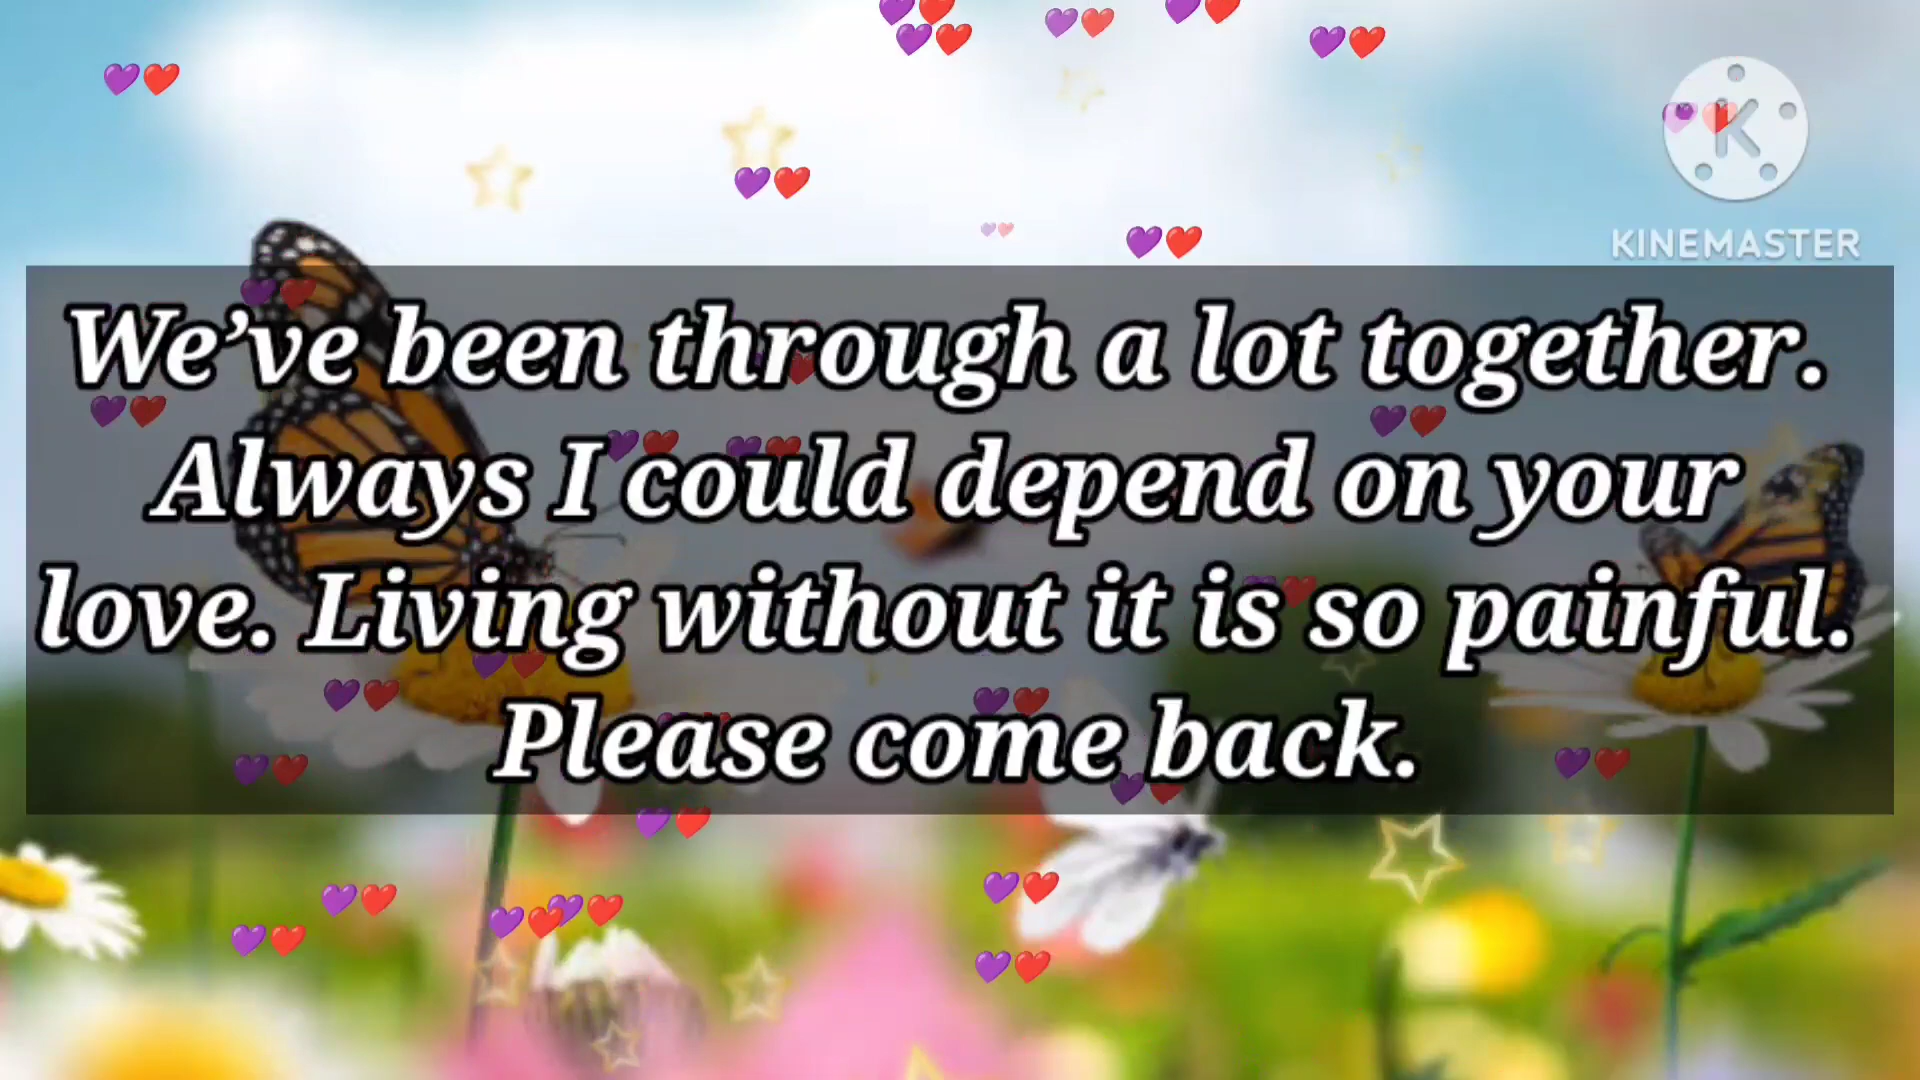 KINEMASTER
We’ve been through a lot together.
Always I could depend on your
love. Living without it is so painful.
Please come back.